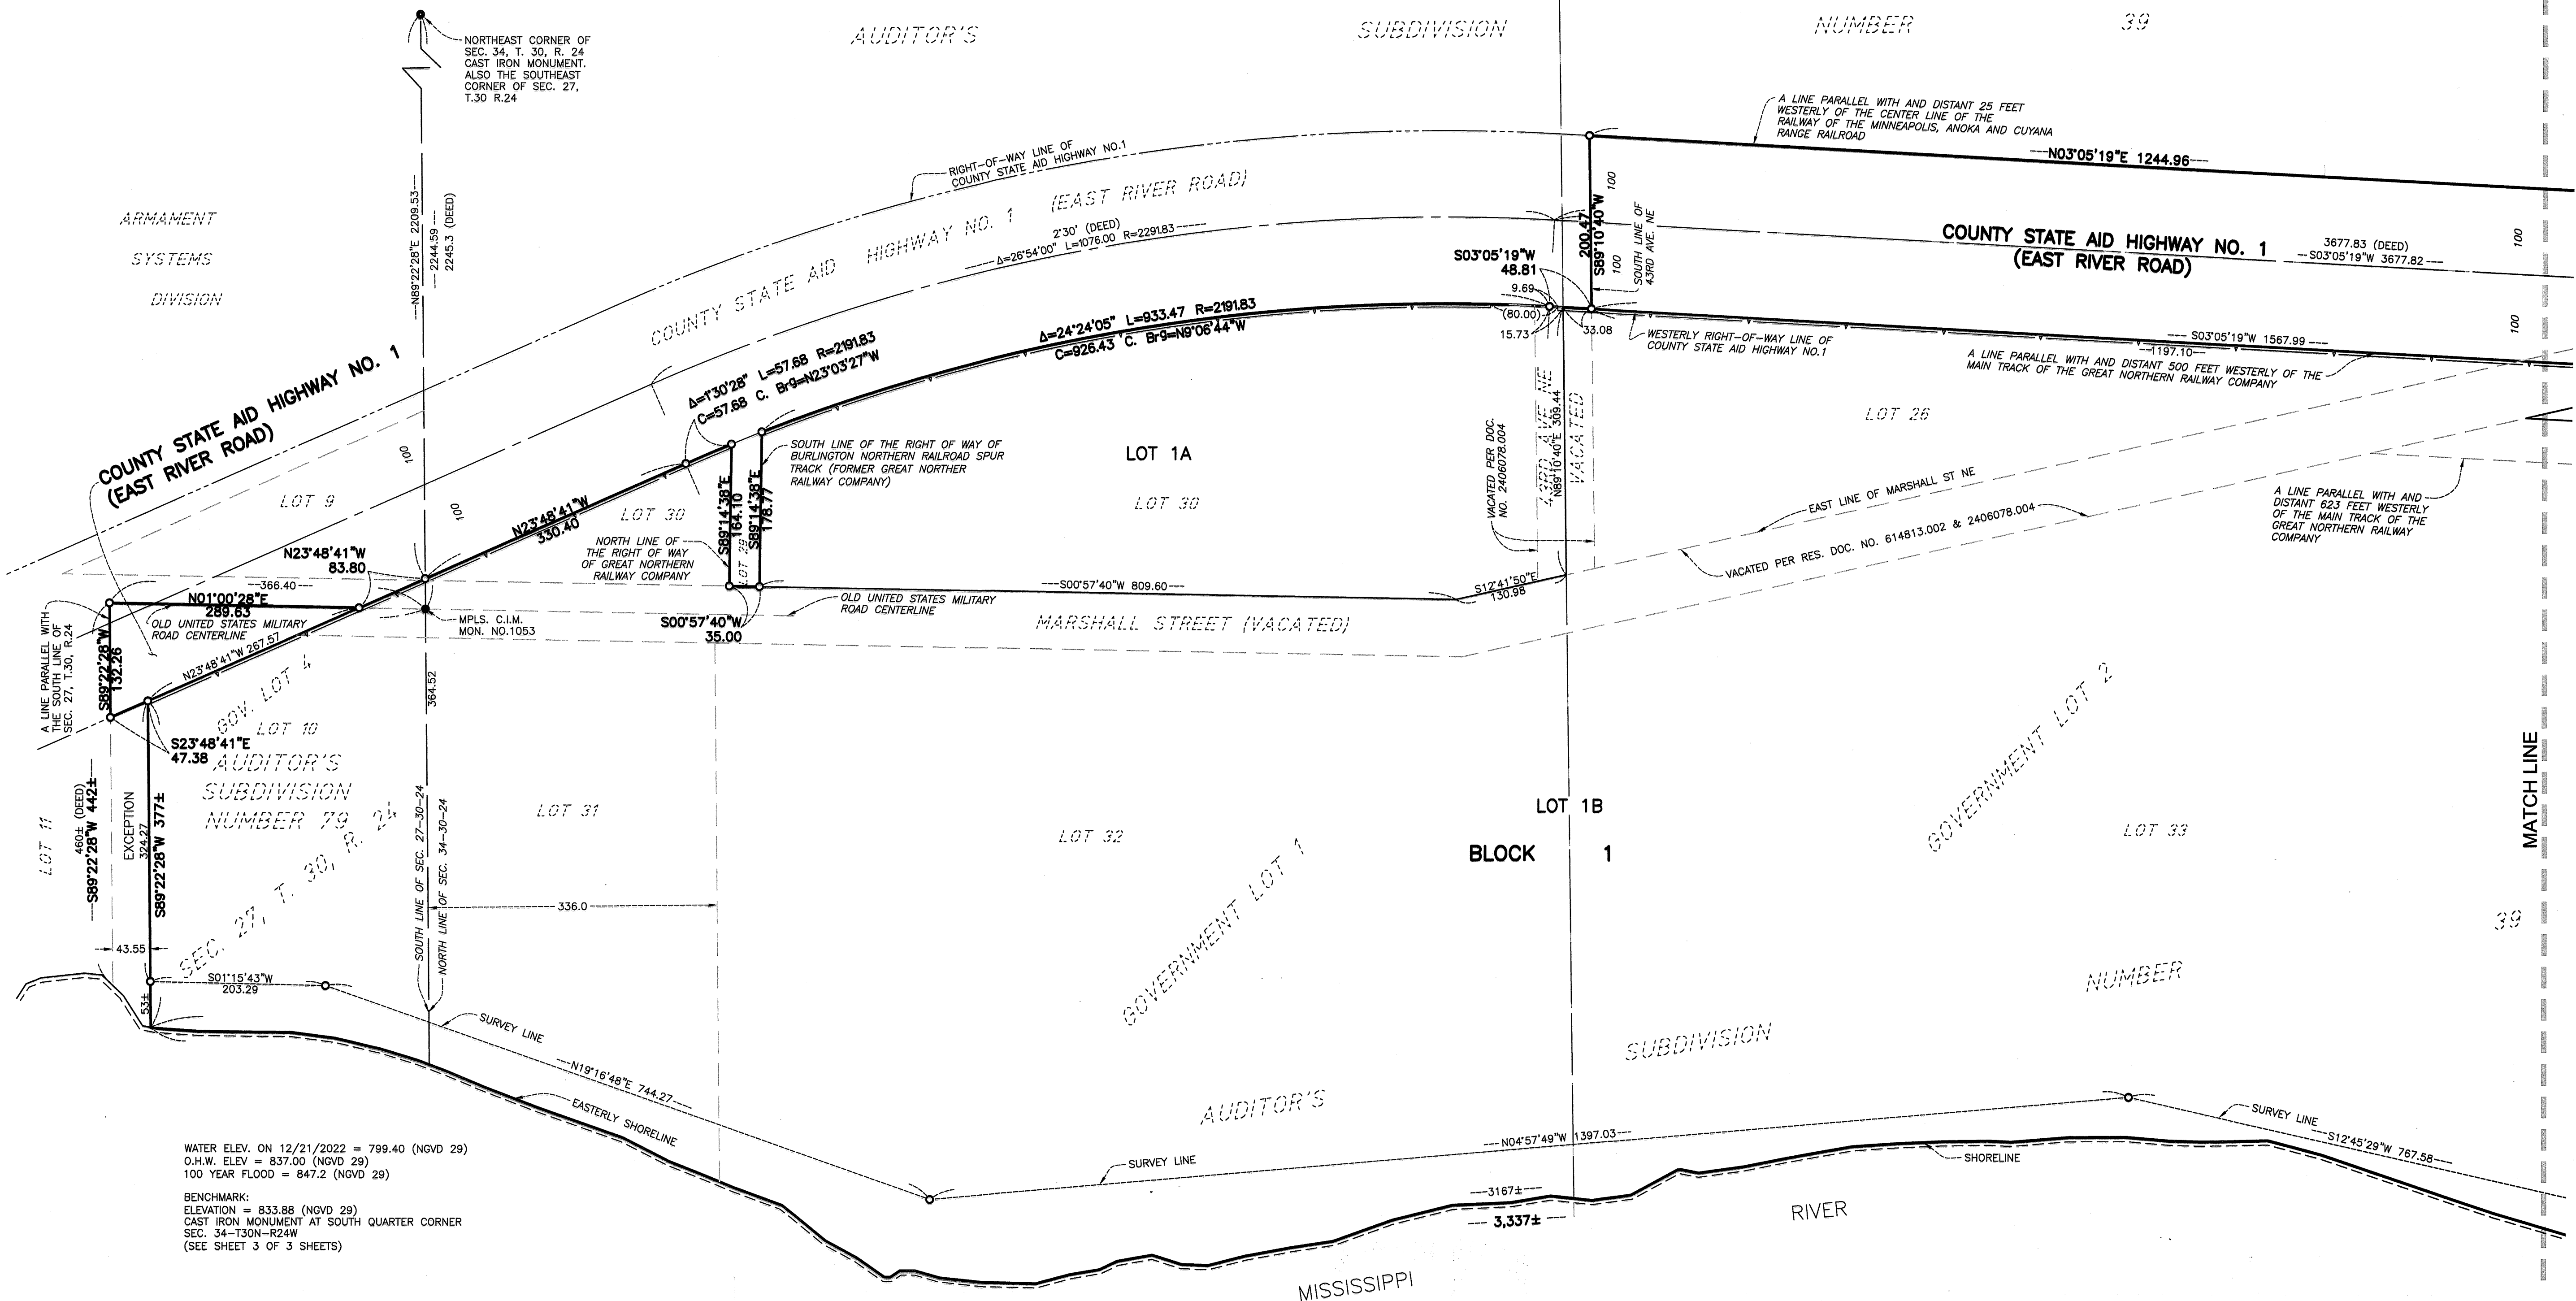 AUDITOR'S
SUBDIVISION
NUMBER
39
NORTHEAST CORNER OF
SEC. 34, T. 30, R. 24
CAST IRON MONUMENT.
ALSO THE SOUTHEAST
CORNER OF SEC. 27,
T.30 R.24
A LINE PARALLEL WITH AND DISTANT 25 FEET
WESTERLY OF THE CENTER LINE OF THE
RAILWAY OF THE MINNEAPOLIS, ANOKA AND CUYANA
RANGE RAILROAD
---N03°05'19"E 1244.96---
RIGHT-OF-WAY LINE OF
COUNTY STATE AID HIGHWAY NO.1
ARMAMENT
SYSTEMS
DIVISION
---N89°22'28"E 2209.53---
---2244.59---
2245.3 (DEED)
COUNTY STATE AID HIGHWAY NO. 1 (EAST RIVER ROAD)
2°30' (DEED)
---Δ=26°54'00" L=1076.00 R=2291.83---
100
100
200.47
S89°10'40"W
SOUTH LINE OF
43RD AVE. NE
COUNTY STATE AID HIGHWAY NO. 1
(EAST RIVER ROAD)
3677.83 (DEED)
--S03°05'19"W 3677.82---
100
100
S03°05'19"W
48.81
9.69
(80.00)
15.73
33.08
WESTERLY RIGHT-OF-WAY LINE OF
COUNTY STATE AID HIGHWAY NO.1
---S03°05'19"W 1567.99---
---1197.10---
A LINE PARALLEL WITH AND DISTANT 500 FEET WESTERLY OF THE
MAIN TRACK OF THE GREAT NORTHERN RAILWAY COMPANY
Δ=24°24'05" L=933.47 R=2191.83
C=926.43 C. Brg=N9°06'44"W
Δ=1°30'28" L=57.68 R=2191.83
C=57.68 C. Brg=N23°03'27"W
COUNTY STATE AID HIGHWAY NO. 1
(EAST RIVER ROAD)
100
100
LOT 9
N23°48'41"W
330.40
LOT 30
S89°14'38"E
164.10
LOT 29
S89°14'38"E
178.77
SOUTH LINE OF THE RIGHT OF WAY OF
BURLINGTON NORTHERN RAILROAD SPUR
TRACK (FORMER GREAT NORTHER
RAILWAY COMPANY)
NORTH LINE OF
THE RIGHT OF WAY
OF GREAT NORTHERN
RAILWAY COMPANY
LOT 1A
LOT 30
VACATED PER DOC.
NO. 2406078.004
43RD AVE NE
N89°10'40"E 309.44
VACATED
LOT 26
EAST LINE OF MARSHALL ST NE
VACATED PER RES. DOC. NO. 614813.002 & 2406078.004
A LINE PARALLEL WITH AND
DISTANT 623 FEET WESTERLY
OF THE MAIN TRACK OF THE
GREAT NORTHERN RAILWAY
COMPANY
N23°48'41"W
83.80
---366.40---
N01°00'28"E
289.63
OLD UNITED STATES MILITARY
ROAD CENTERLINE
N23°48'41"W 267.57
MPLS. C.I.M.
MON. NO.1053
S00°57'40"W
35.00
---S00°57'40"W 809.60---
OLD UNITED STATES MILITARY
ROAD CENTERLINE
MARSHALL STREET (VACATED)
S12°41'50"E
130.98
A LINE PARALLEL WITH
THE SOUTH LINE OF
SEC. 27, T.30, R.24
S89°22'28"W
132.26
S23°48'41"E
47.38
GOV. LOT 4
LOT 10
AUDITOR'S
SUBDIVISION
NUMBER 79
SEC. 27, T. 30, R. 24
364.52
LOT 11
460± (DEED)
---S89°22'28"W 442±---
EXCEPTION
324.27
S89°22'28"W 377±
43.55
53±
S01°15'43"W
203.29
SOUTH LINE OF SEC. 27-30-24
NORTH LINE OF SEC. 34-30-24
LOT 31
336.0
LOT 32
GOVERNMENT LOT 1
LOT 1B
BLOCK 1
GOVERNMENT LOT 2
LOT 33
MATCH LINE
39
NUMBER
SUBDIVISION
AUDITOR'S
SURVEY LINE
---N19°16'48"E 744.27---
EASTERLY SHORELINE
SURVEY LINE
---N04°57'49"W 1397.03---
SURVEY LINE
---S12°45'29"W 767.58---
SHORELINE
---3167±---
--- 3,337± ---
RIVER
MISSISSIPPI
WATER ELEV. ON 12/21/2022 = 799.40 (NGVD 29)
O.H.W. ELEV = 837.00 (NGVD 29)
100 YEAR FLOOD = 847.2 (NGVD 29)
BENCHMARK:
ELEVATION = 833.88 (NGVD 29)
CAST IRON MONUMENT AT SOUTH QUARTER CORNER
SEC. 34-T30N-R24W
(SEE SHEET 3 OF 3 SHEETS)